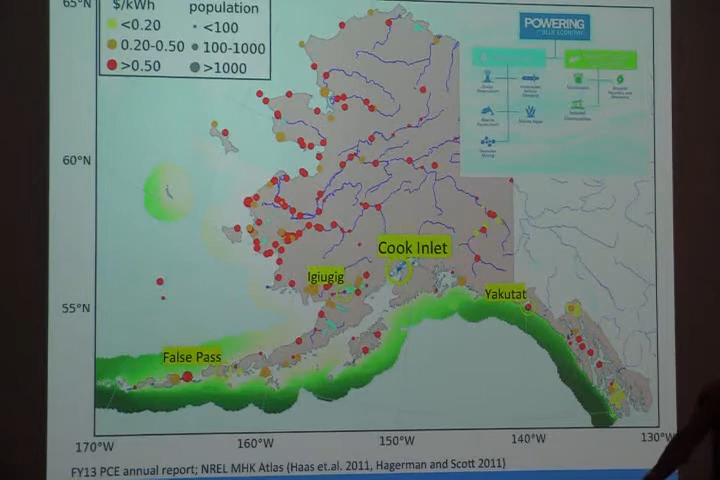 $/kWh
population
<0.20
<100
0.20-0.50
100-1000
>0.50
>1000
65°N
60°N
55°N
POWERING
THE BLUE ECONOMY
Cook Inlet
Igiugig
Yakutat
False Pass
170°W
160°W
150°W
140°W
130°W
FY13 PCE annual report; NREL MHK Atlas (Haas et.al. 2011, Hagerman and Scott 2011)